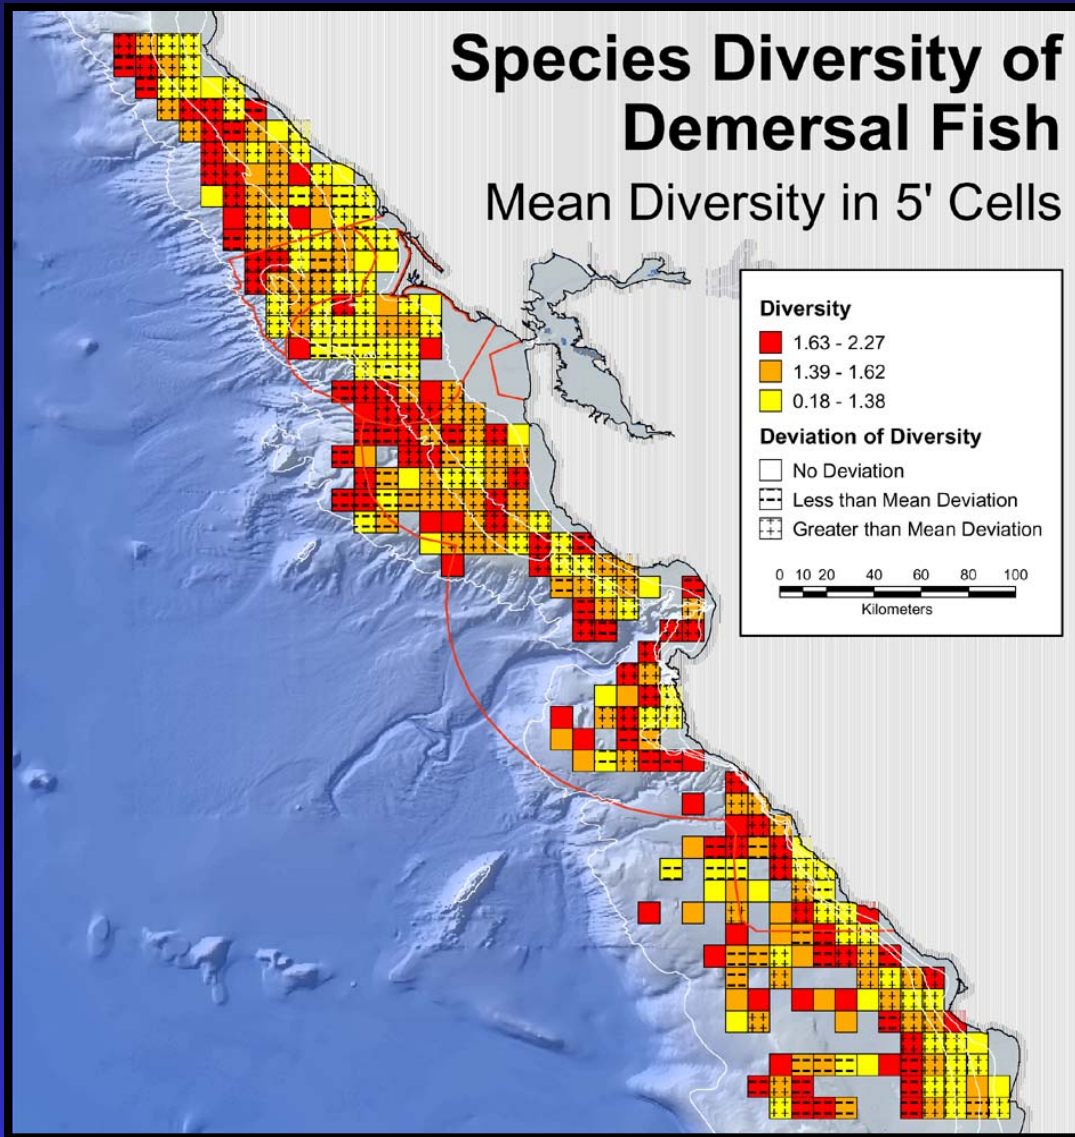 Species Diversity of
Demersal Fish
Mean Diversity in 5' Cells
Diversity
1.63 - 2.27
1.39 - 1.62
0.18 - 1.38
Deviation of Diversity
No Deviation
Less than Mean Deviation
Greater than Mean Deviation
0 10 20 40 60 80 100
Kilometers